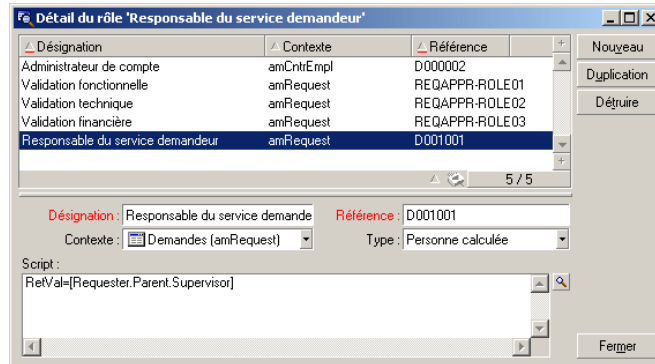 Détail du rôle 'Responsable du service demandeur'
Désignation Contexte Référence
Administrateur de compte amCntrEmpl D000002
Validation fonctionnelle amRequest REQAPPR-ROLE01
Validation technique amRequest REQAPPR-ROLE02
Validation financière amRequest REQAPPR-ROLE03
Responsable du service demandeur amRequest D001001
5 / 5
Nouveau
Duplication
Détruire
Désignation : Responsable du service demande Référence : D001001
Contexte : Demandes (amRequest) Type : Personne calculée
Script :
RetVal=[Requester.Parent.Supervisor]
Fermer